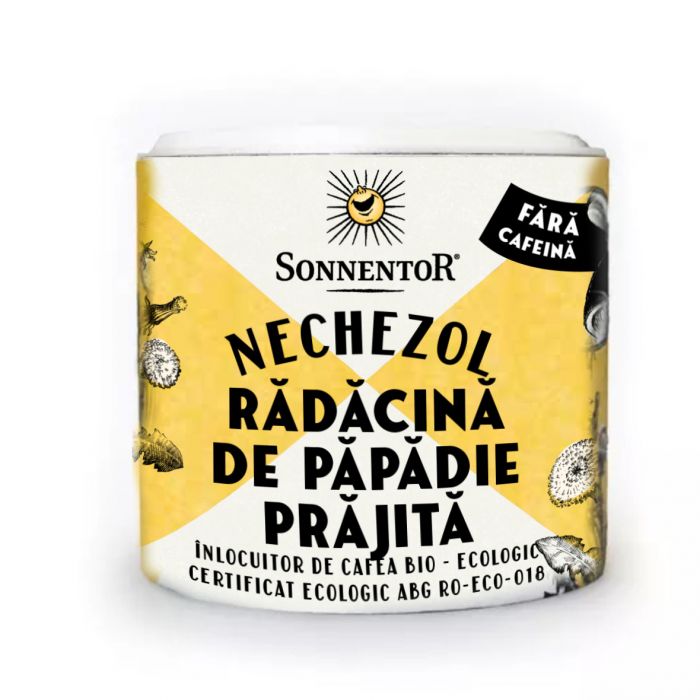 SONNENTOR®
FĂRĂ
CAFEINĂ
NECHEZOL
RĂDĂCINĂ
DE PĂPĂDIE
PRĂJITĂ
ÎNLOCUITOR DE CAFEA BIO - ECOLOGIC
CERTIFICAT ECOLOGIC ABG RO-ECO-018